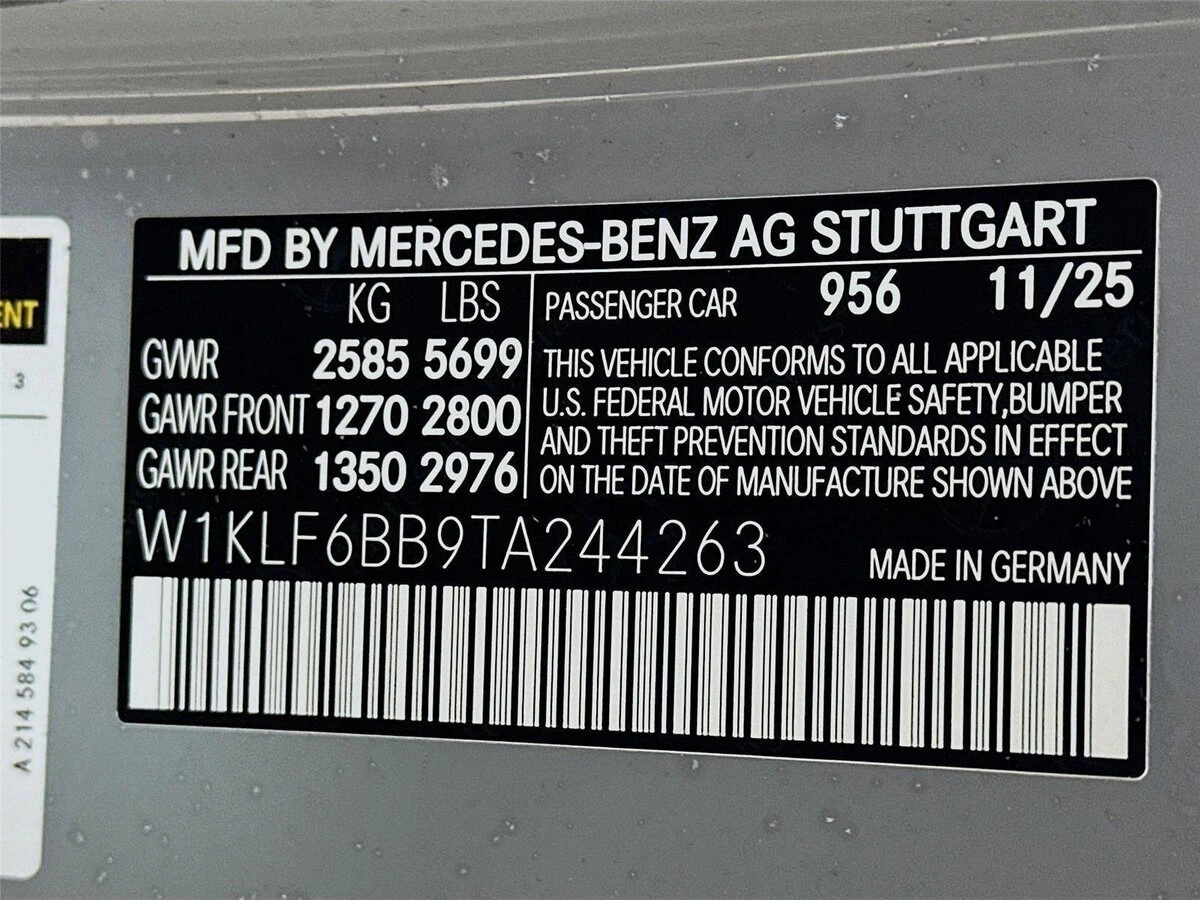 MFD BY MERCEDES-BENZ AG STUTTGART
KG LBS
GVWR 2585 5699
GAWR FRONT 1270 2800
GAWR REAR 1350 2976
PASSENGER CAR 956 11/25
THIS VEHICLE CONFORMS TO ALL APPLICABLE
U.S. FEDERAL MOTOR VEHICLE SAFETY,BUMPER
AND THEFT PREVENTION STANDARDS IN EFFECT
ON THE DATE OF MANUFACTURE SHOWN ABOVE
W1KLF6BB9TA244263
MADE IN GERMANY
3
A 214 584 93 06